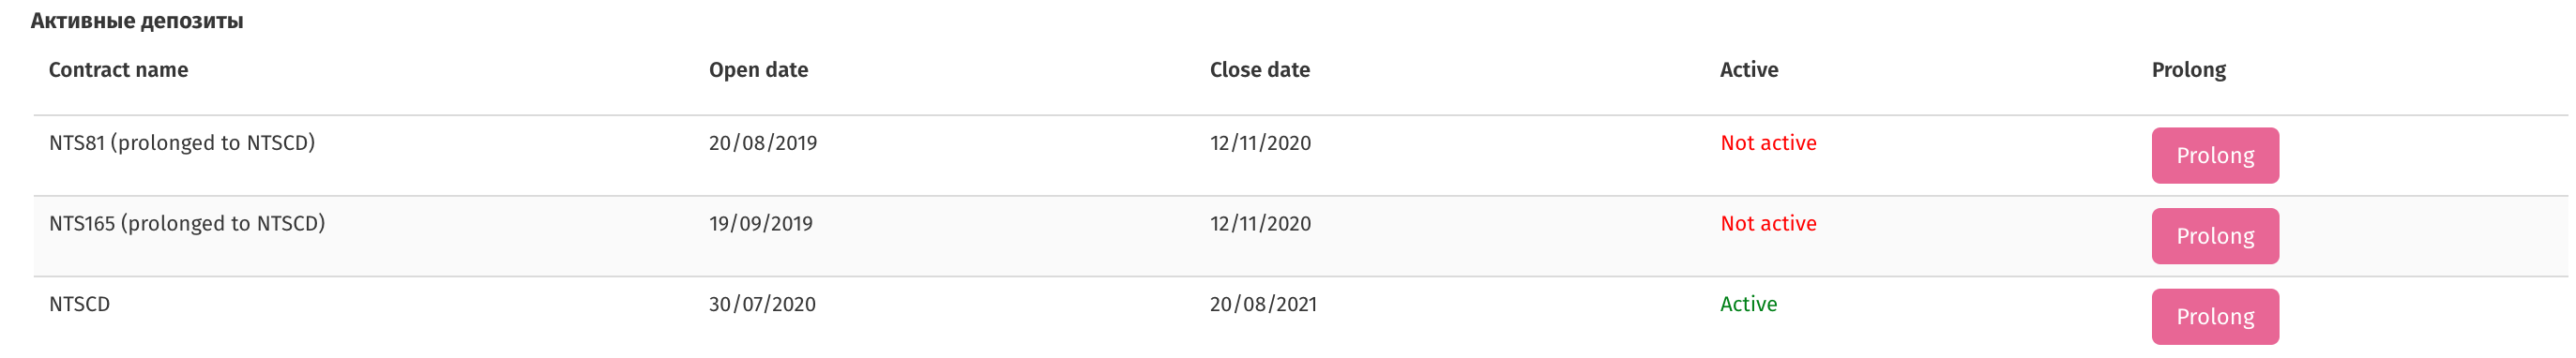 Активные депозиты
Contract name Open date Close date Active Prolong
NTS81 (prolonged to NTSCD) 20/08/2019 12/11/2020 Not active Prolong
NTS165 (prolonged to NTSCD) 19/09/2019 12/11/2020 Not active Prolong
NTSCD 30/07/2020 20/08/2021 Active Prolong